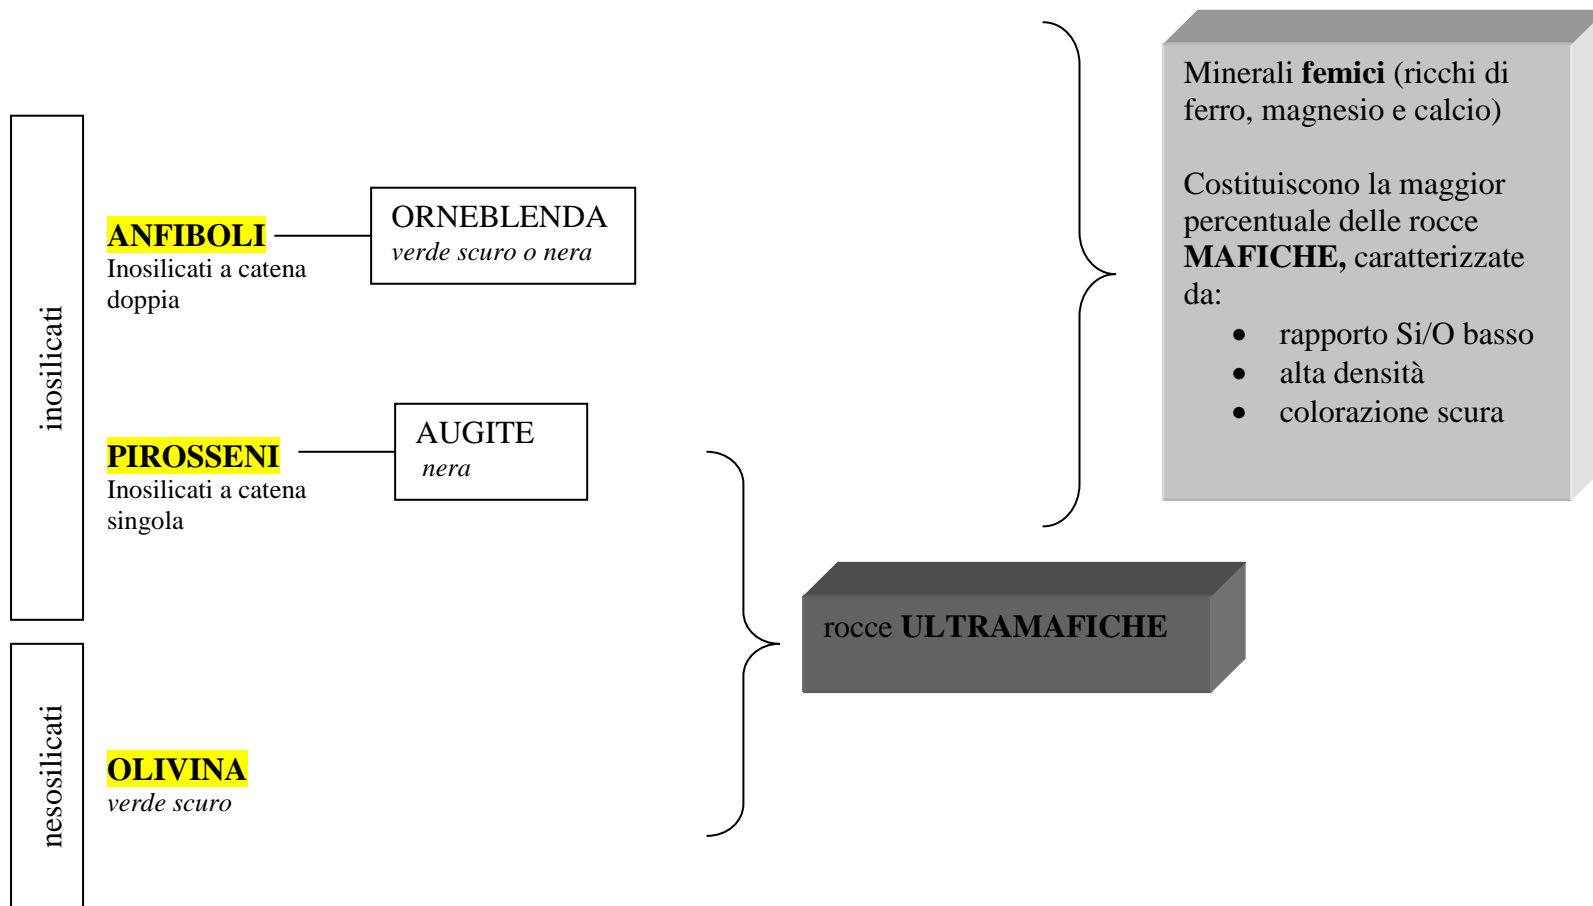 inosilicati
ANFIBOLI
Inosilicati a catena
doppia
ORNEBLENDA
verde scuro o nera
PIROSSENI
Inosilicati a catena
singola
AUGITE
nera
nesosilicati
OLIVINA
verde scuro
rocce ULTRAMAFICHE
Minerali femici (ricchi di
ferro, magnesio e calcio)
Costituiscono la maggior
percentuale delle rocce
MAFICHE, caratterizzate
da:
• rapporto Si/O basso
• alta densità
• colorazione scura